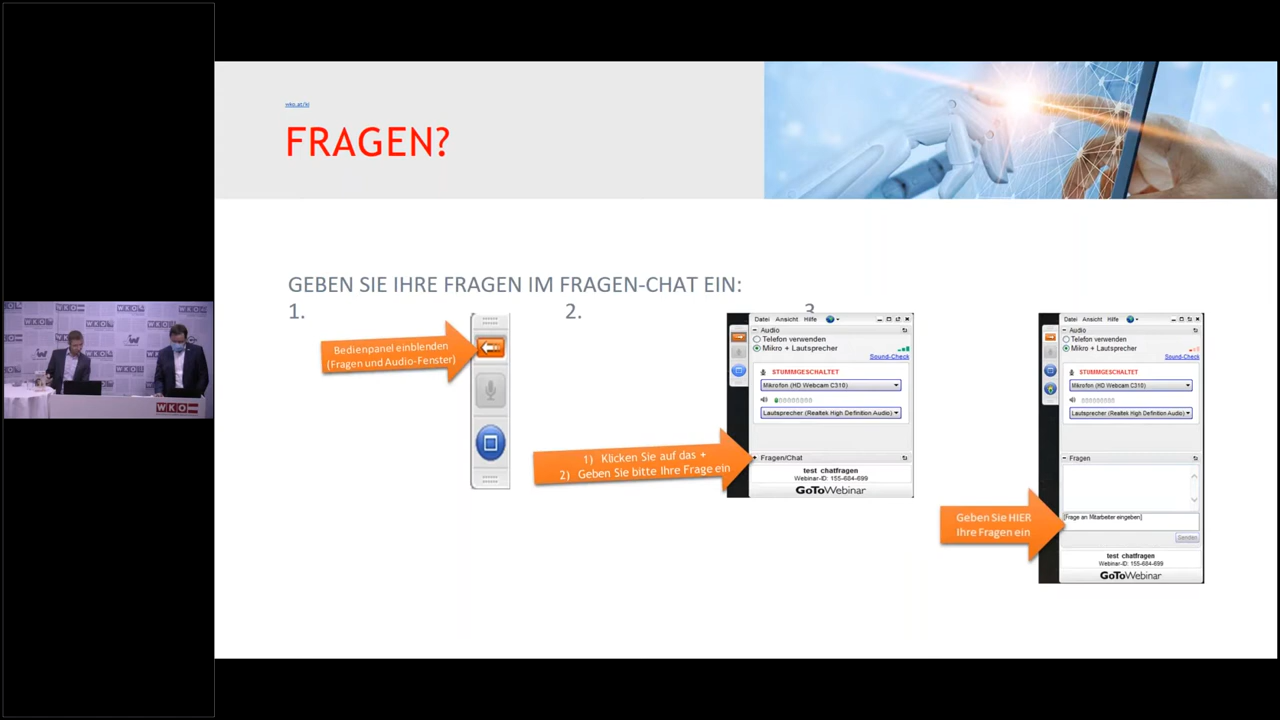 wko.at/ki
FRAGEN?
GEBEN SIE IHRE FRAGEN IM FRAGEN-CHAT EIN:
1.
2.
3
Bedienpanel einblenden
(Fragen und Audio-Fenster)
1) Klicken Sie auf das +
2) Geben Sie bitte Ihre Frage ein
Datei Ansicht Hilfe
Audio
Telefon verwenden
Mikro + Lautsprecher
Sound-Check
STUMMGESCHALTET
Mikrofon (HD Webcam C310)
Lautsprecher (Realtek High Definition Audio)
Fragen/Chat
test chatfragen
Webinar-ID: 155-684-699
GoToWebinar
Geben Sie HIER
Ihre Fragen ein
Datei Ansicht Hilfe
Audio
Telefon verwenden
Mikro + Lautsprecher
Sound-Check
STUMMGESCHALTET
Mikrofon (HD Webcam C310)
Lautsprecher (Realtek High Definition Audio)
Fragen
[Frage an Mitarbeiter eingeben]
Senden
test chatfragen
Webinar-ID: 155-684-699
GoToWebinar
WKO